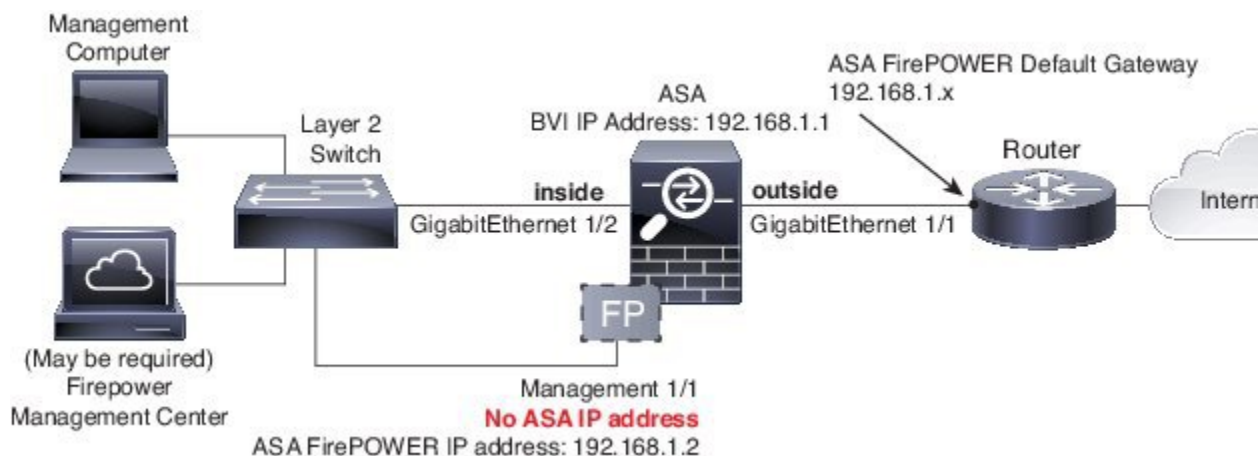 Management
Computer
Layer 2
Switch
ASA
BVI IP Address: 192.168.1.1
ASA FirePOWER Default Gateway
192.168.1.x
Router
inside
outside
GigabitEthernet 1/2
GigabitEthernet 1/1
Intern
FP
(May be required)
Firepower
Management Center
Management 1/1
No ASA IP address
ASA FirePOWER IP address: 192.168.1.2